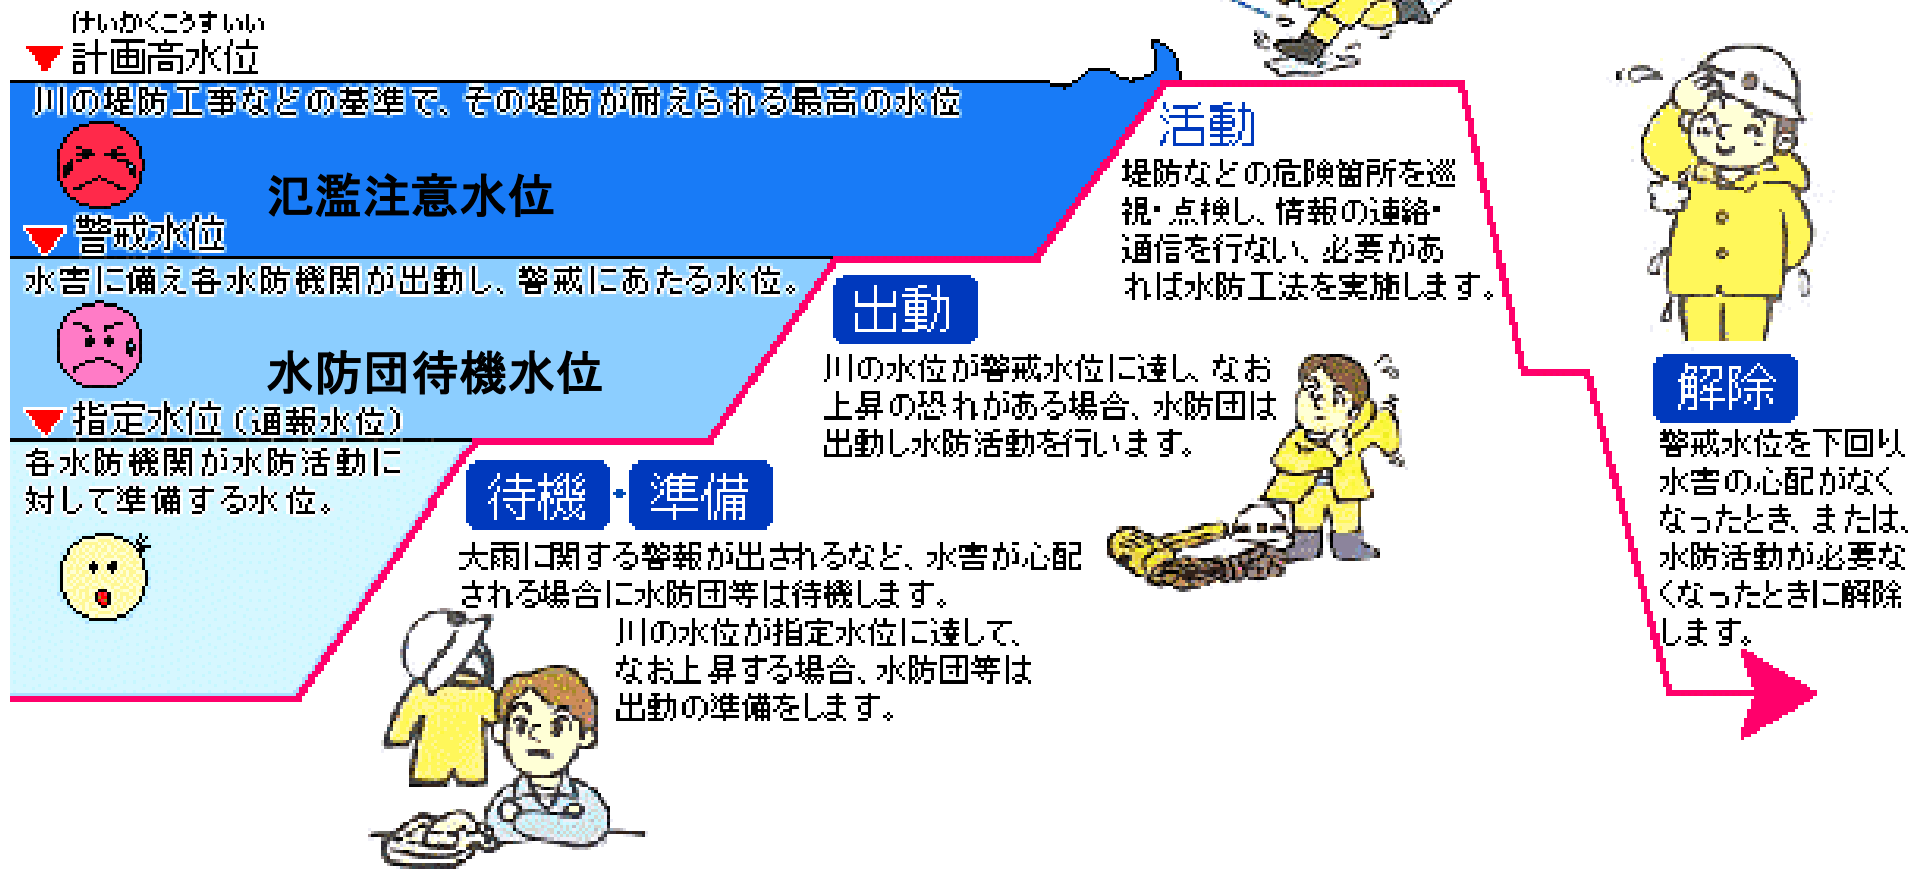 けいかくこうすいい
▼計画高水位
川の堤防工事などの基準で、その堤防が耐えられる最高の水位
氾濫注意水位
▼警戒水位
水害に備え各水防機関が出動し、警戒にあたる水位。
水防団待機水位
▼指定水位(通報水位)
各水防機関が水防活動に
対して準備する水位。
待機・準備
大雨に関する警報が出されるなど、水害が心配
される場合に水防団等は待機します。
川の水位が指定水位に達して、
なお上昇する場合、水防団等は
出動の準備をします。
出動
川の水位が警戒水位に達し、なお
上昇の恐れがある場合、水防団は
出動し水防活動を行います。
活動
堤防などの危険箇所を巡
視・点検し、情報の連絡・
通信を行ない、必要があ
れば水防工法を実施します。
解除
警戒水位を下回り、
水害の心配がなく
なったとき、または、
水防活動が必要な
くなったときに解除
します。